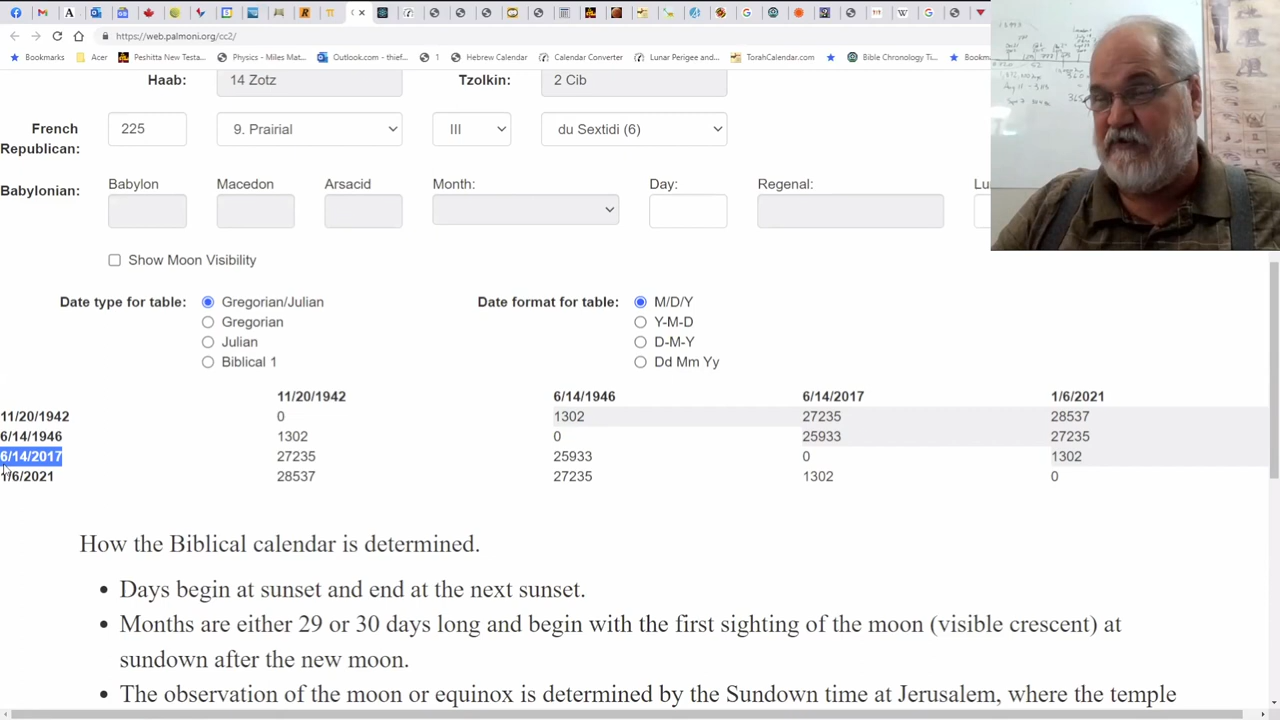 https://web.palmoni.org/cc2/
Bookmarks Acer Peshitta New Testa... Physics - Miles Mat... Outkirse.com - thief... 1 Hebrew Calendar Calendar Converter Lunar Perigee and... TorahCalendar.com Bible Chronology Ti...
Haab: 14 Zotz Tzolkin: 2 Cib
French Republican: 225 9. Prairial III du Sextidi (6)
Babylonian: Babylon Macedon Arsacid Month: Day: Regenal:
Show Moon Visibility
Date type for table: Gregorian/Julian Date format for table: M/D/Y
Gregorian Y-M-D
Julian D-M-Y
Biblical 1 Dd Mm Yy
11/20/1942 6/14/1946 6/14/2017 1/6/2021
11/20/1942 0 1302 27235 28537
6/14/1946 1302 0 25933 27235
6/14/2017 27235 25933 0 1302
1/6/2021 28537 27235 1302 0
How the Biblical calendar is determined.
• Days begin at sunset and end at the next sunset.
• Months are either 29 or 30 days long and begin with the first sighting of the moon (visible crescent) at
sundown after the new moon.
• The observation of the moon or equinox is determined by the Sundown time at Jerusalem, where the temple